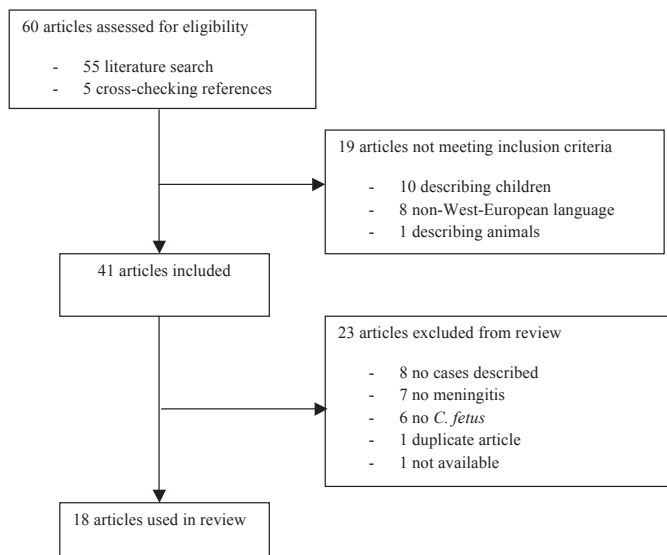 60 articles assessed for eligibility
- 55 literature search
- 5 cross-checking references
19 articles not meeting inclusion criteria
- 10 describing children
- 8 non-West-European language
- 1 describing animals
41 articles included
23 articles excluded from review
- 8 no cases described
- 7 no meningitis
- 6 no C. fetus
- 1 duplicate article
- 1 not available
18 articles used in review